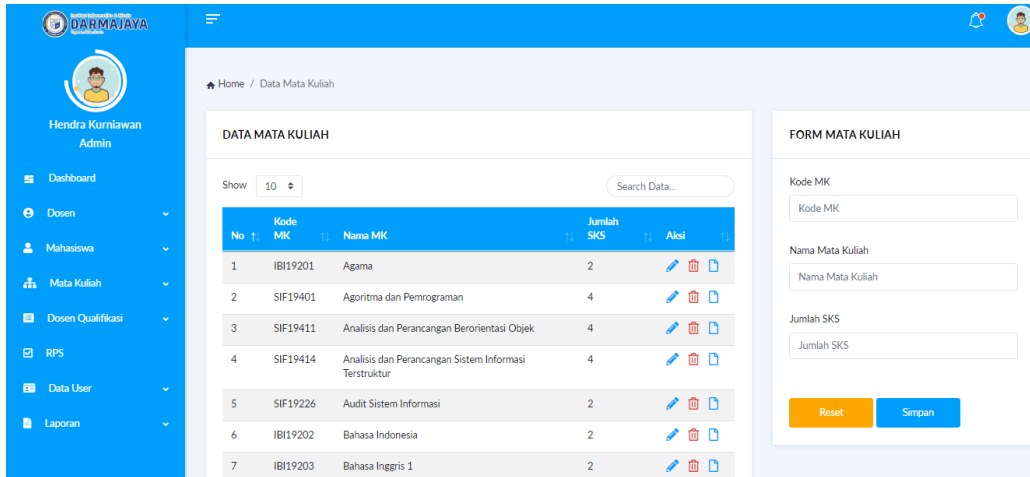 DARMAJAYA
Hendra Kurniawan
Admin
Dashboard
Dosen
Mahasiswa
Mata Kuliah
Dosen Qualifikasi
RPS
Data User
Laporan
Home / Data Mata Kuliah
DATA MATA KULIAH
Show 10
Search Data...
No Kode MK Nama MK Jumlah SKS Aksi
1 IBI19201 Agama 2
2 SIF19401 Agoritma dan Pemrograman 4
3 SIF19411 Analisis dan Perancangan Berorientasi Objek 4
4 SIF19414 Analisis dan Perancangan Sistem Informasi 4
Terstruktur
5 SIF19226 Audit Sistem Informasi 2
6 IBI19202 Bahasa Indonesia 2
7 IBI19203 Bahasa Inggris 1 2
FORM MATA KULIAH
Kode MK
Kode MK
Nama Mata Kuliah
Nama Mata Kuliah
Jumlah SKS
Jumlah SKS
Reset Simpan